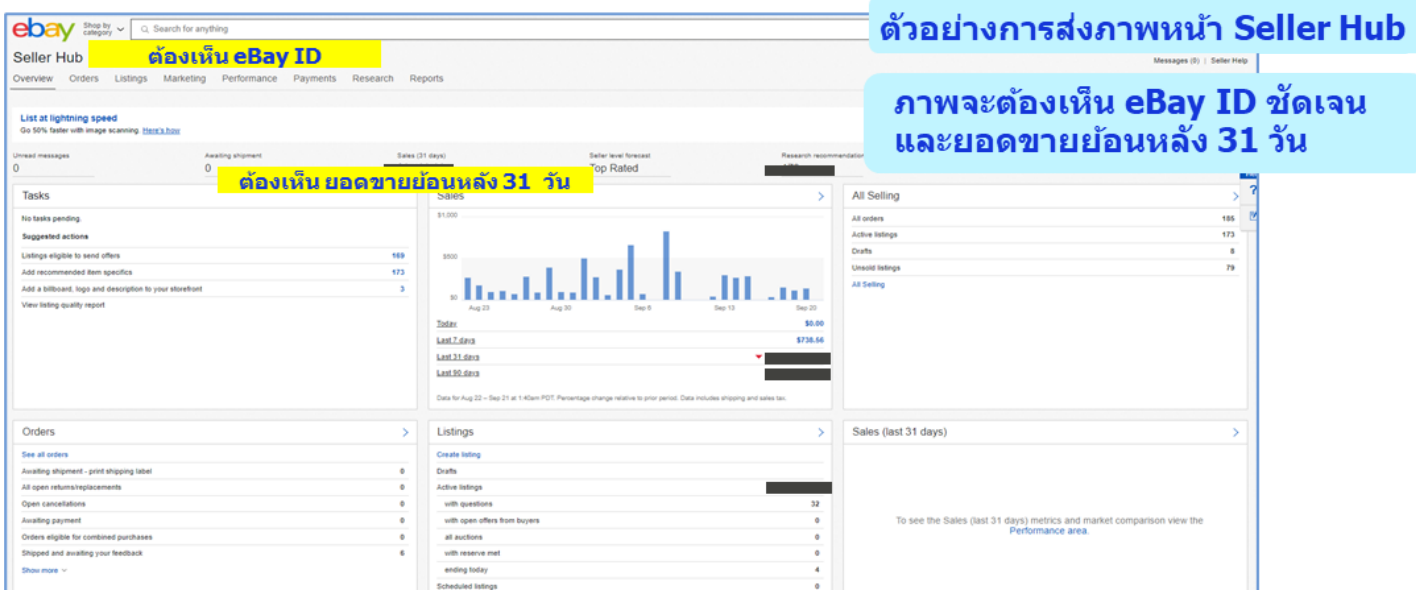 ebay
Shop by category
Search for anything
ตัวอย่างการส่งภาพหน้า Seller Hub
Seller Hub
ต้องเห็น eBay ID
Messages (0) | Seller Help
Overview Orders Listings Marketing Performance Payments Research Reports
ภาพจะต้องเห็น eBay ID ชัดเจน
และยอดขายย้อนหลัง 31 วัน
List at lightning speed
Go 50% faster with image scanning. Here's how
Unread messages
0
Awaiting shipment
0
Sales (31 days)
Seller level forecast
Top Rated
Research recommendation
ต้องเห็น ยอดขายย้อนหลัง 31 วัน
Tasks
No tasks pending.
Suggested actions
Listings eligible to send offers 169
Add recommended item specifics 173
Add a billboard, logo and description to your storefront 3
View listing quality report
Sales
$1,000
$500
$0
Aug 23 Aug 30 Sep 6 Sep 13 Sep 20
Today $0.00
Last 7 days $738.56
Last 31 days
Last 90 days
Data for Aug 22 – Sep 21 at 1:40am PDT. Percentage change relative to prior period. Data includes shipping and sales tax.
All Selling
All orders 185
Active listings 173
Drafts 8
Unsold listings 79
All Selling
?
Orders
See all orders
Awaiting shipment - print shipping label 0
All open returns/replacements 0
Open cancellations 0
Awaiting payment 0
Orders eligible for combined purchases 0
Shipped and awaiting your feedback 6
Show more
Listings
Create listing
Drafts
Active listings
with questions 32
with open offers from buyers 0
all auctions 0
with reserve met 0
ending today 4
Scheduled listings 0
Sales (last 31 days)
To see the Sales (last 31 days) metrics and market comparison view the
Performance area.